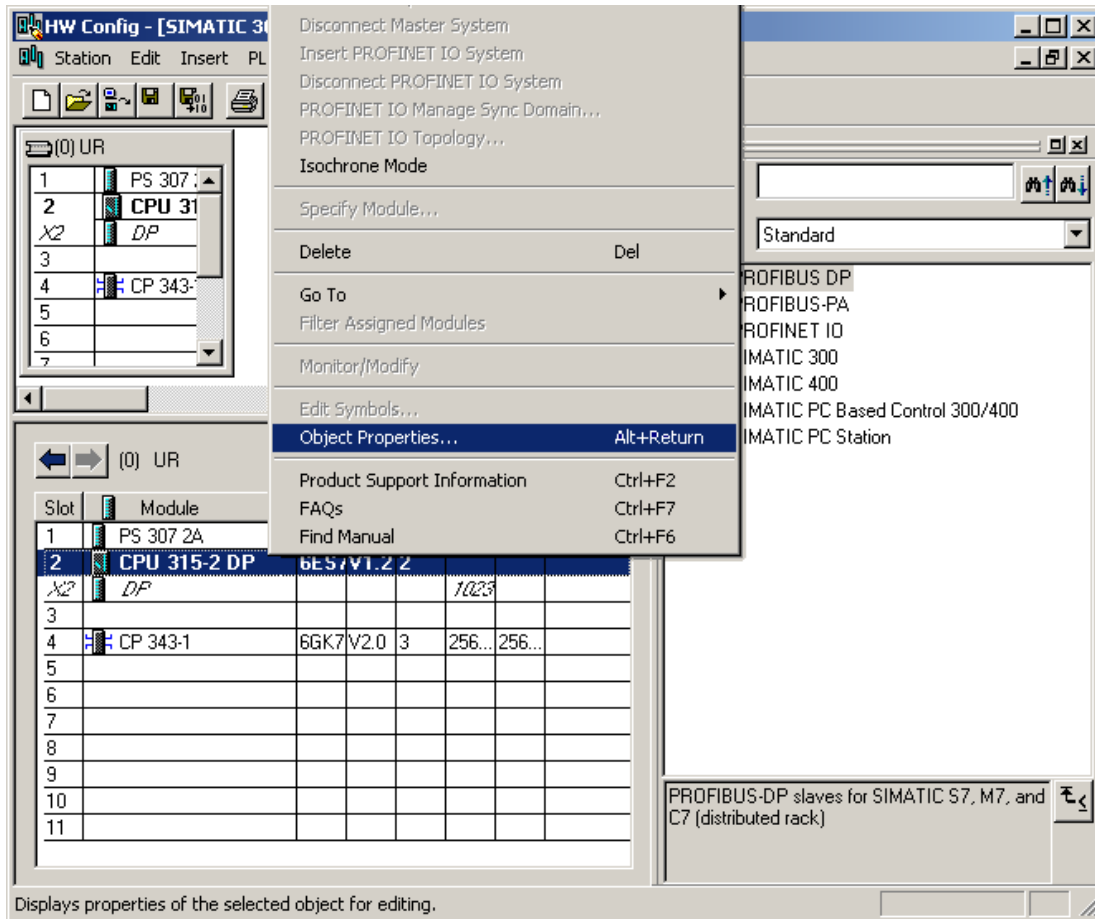 HW Config - [SIMATIC 30
Station Edit Insert PL
(0) UR
1 PS 307
2 CPU 31
X2 DP
3
4 CP 343-
5
6
7
Disconnect Master System
Insert PROFINET IO System
Disconnect PROFINET IO System
PROFINET IO Manage Sync Domain...
PROFINET IO Topology...
Isochrone Mode
Specify Module...
Delete Del
Go To
Filter Assigned Modules
Monitor/Modify
Edit Symbols...
Object Properties... Alt+Return
Product Support Information Ctrl+F2
FAQs Ctrl+F7
Find Manual Ctrl+F6
Standard
ROFIBUS DP
ROFIBUS-PA
ROFINET IO
IMATIC 300
IMATIC 400
IMATIC PC Based Control 300/400
IMATIC PC Station
(0) UR
Slot Module
1 PS 307 2A
2 CPU 315-2 DP 6ES7 V1.2 2
X2 DP 1023
3
4 CP 343-1 6GK7 V2.0 3 256... 256...
5
6
7
8
9
10
11
PROFIBUS-DP slaves for SIMATIC S7, M7, and
C7 (distributed rack)
Displays properties of the selected object for editing.